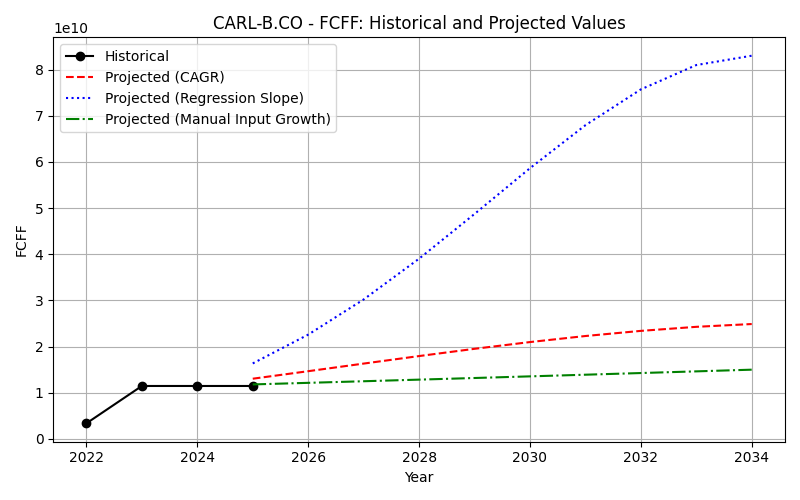 CARL-B.CO - FCFF: Historical and Projected Values
1e10
Historical
Projected (CAGR)
Projected (Regression Slope)
Projected (Manual Input Growth)
8
7
6
5
4
3
2
1
0
FCFF
2022 2024 2026 2028 2030 2032 2034
Year